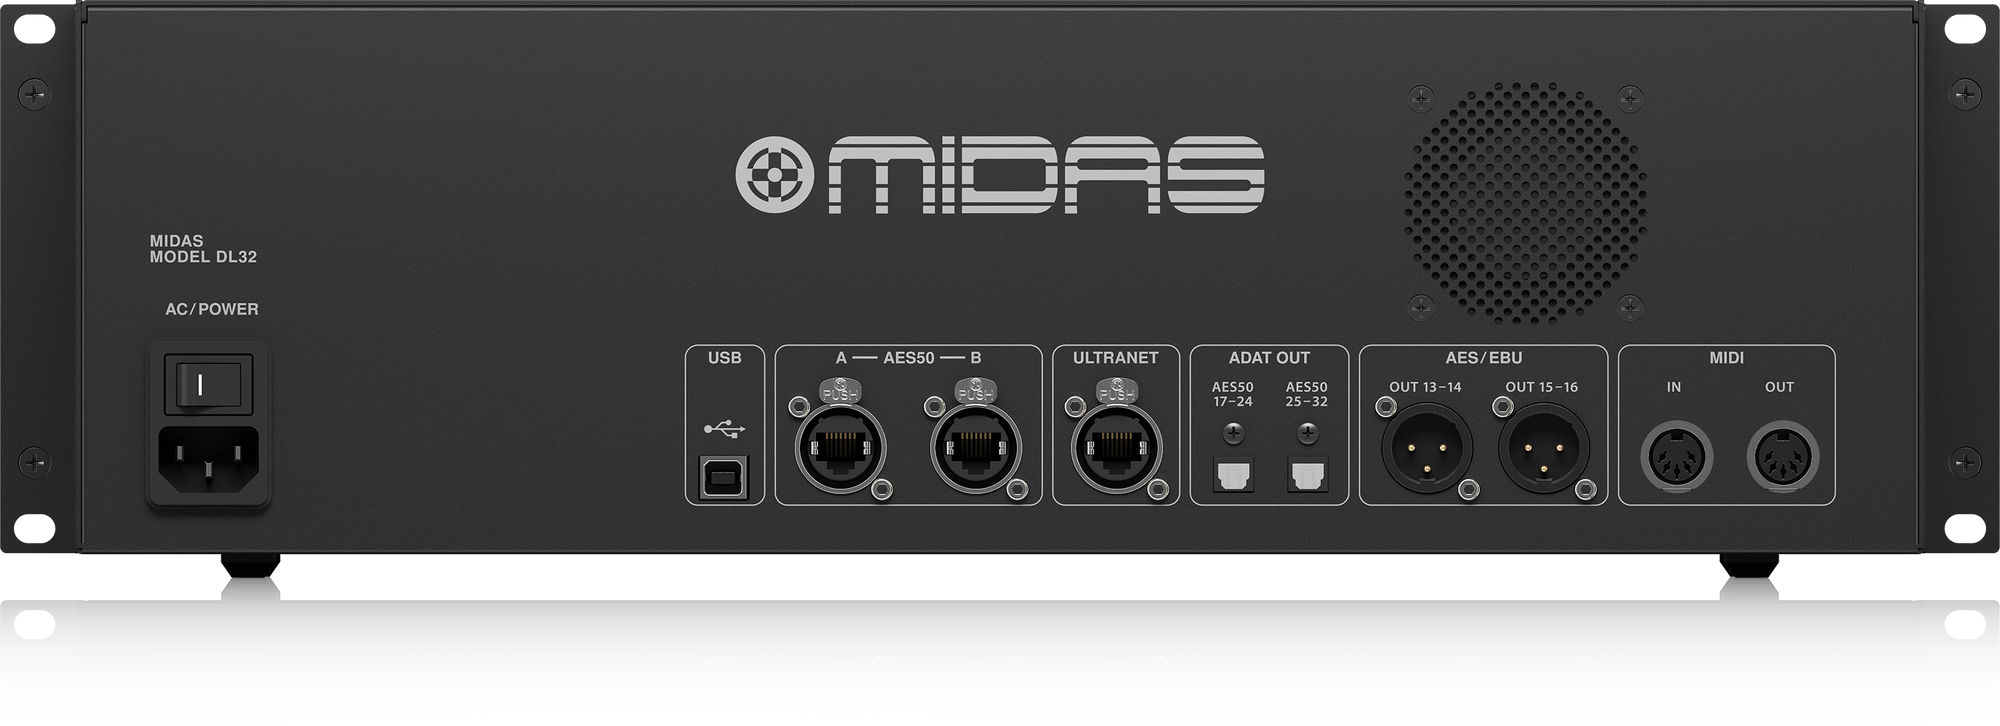 MIDAS
MIDAS
MODEL DL32
AC/POWER
USB
A — AES50 — B
ULTRANET
ADAT OUT
AES/EBU
MIDI
AES50
17-24
AES50
25-32
OUT 13-14
OUT 15-16
IN
OUT
PUSH
PUSH
PUSH